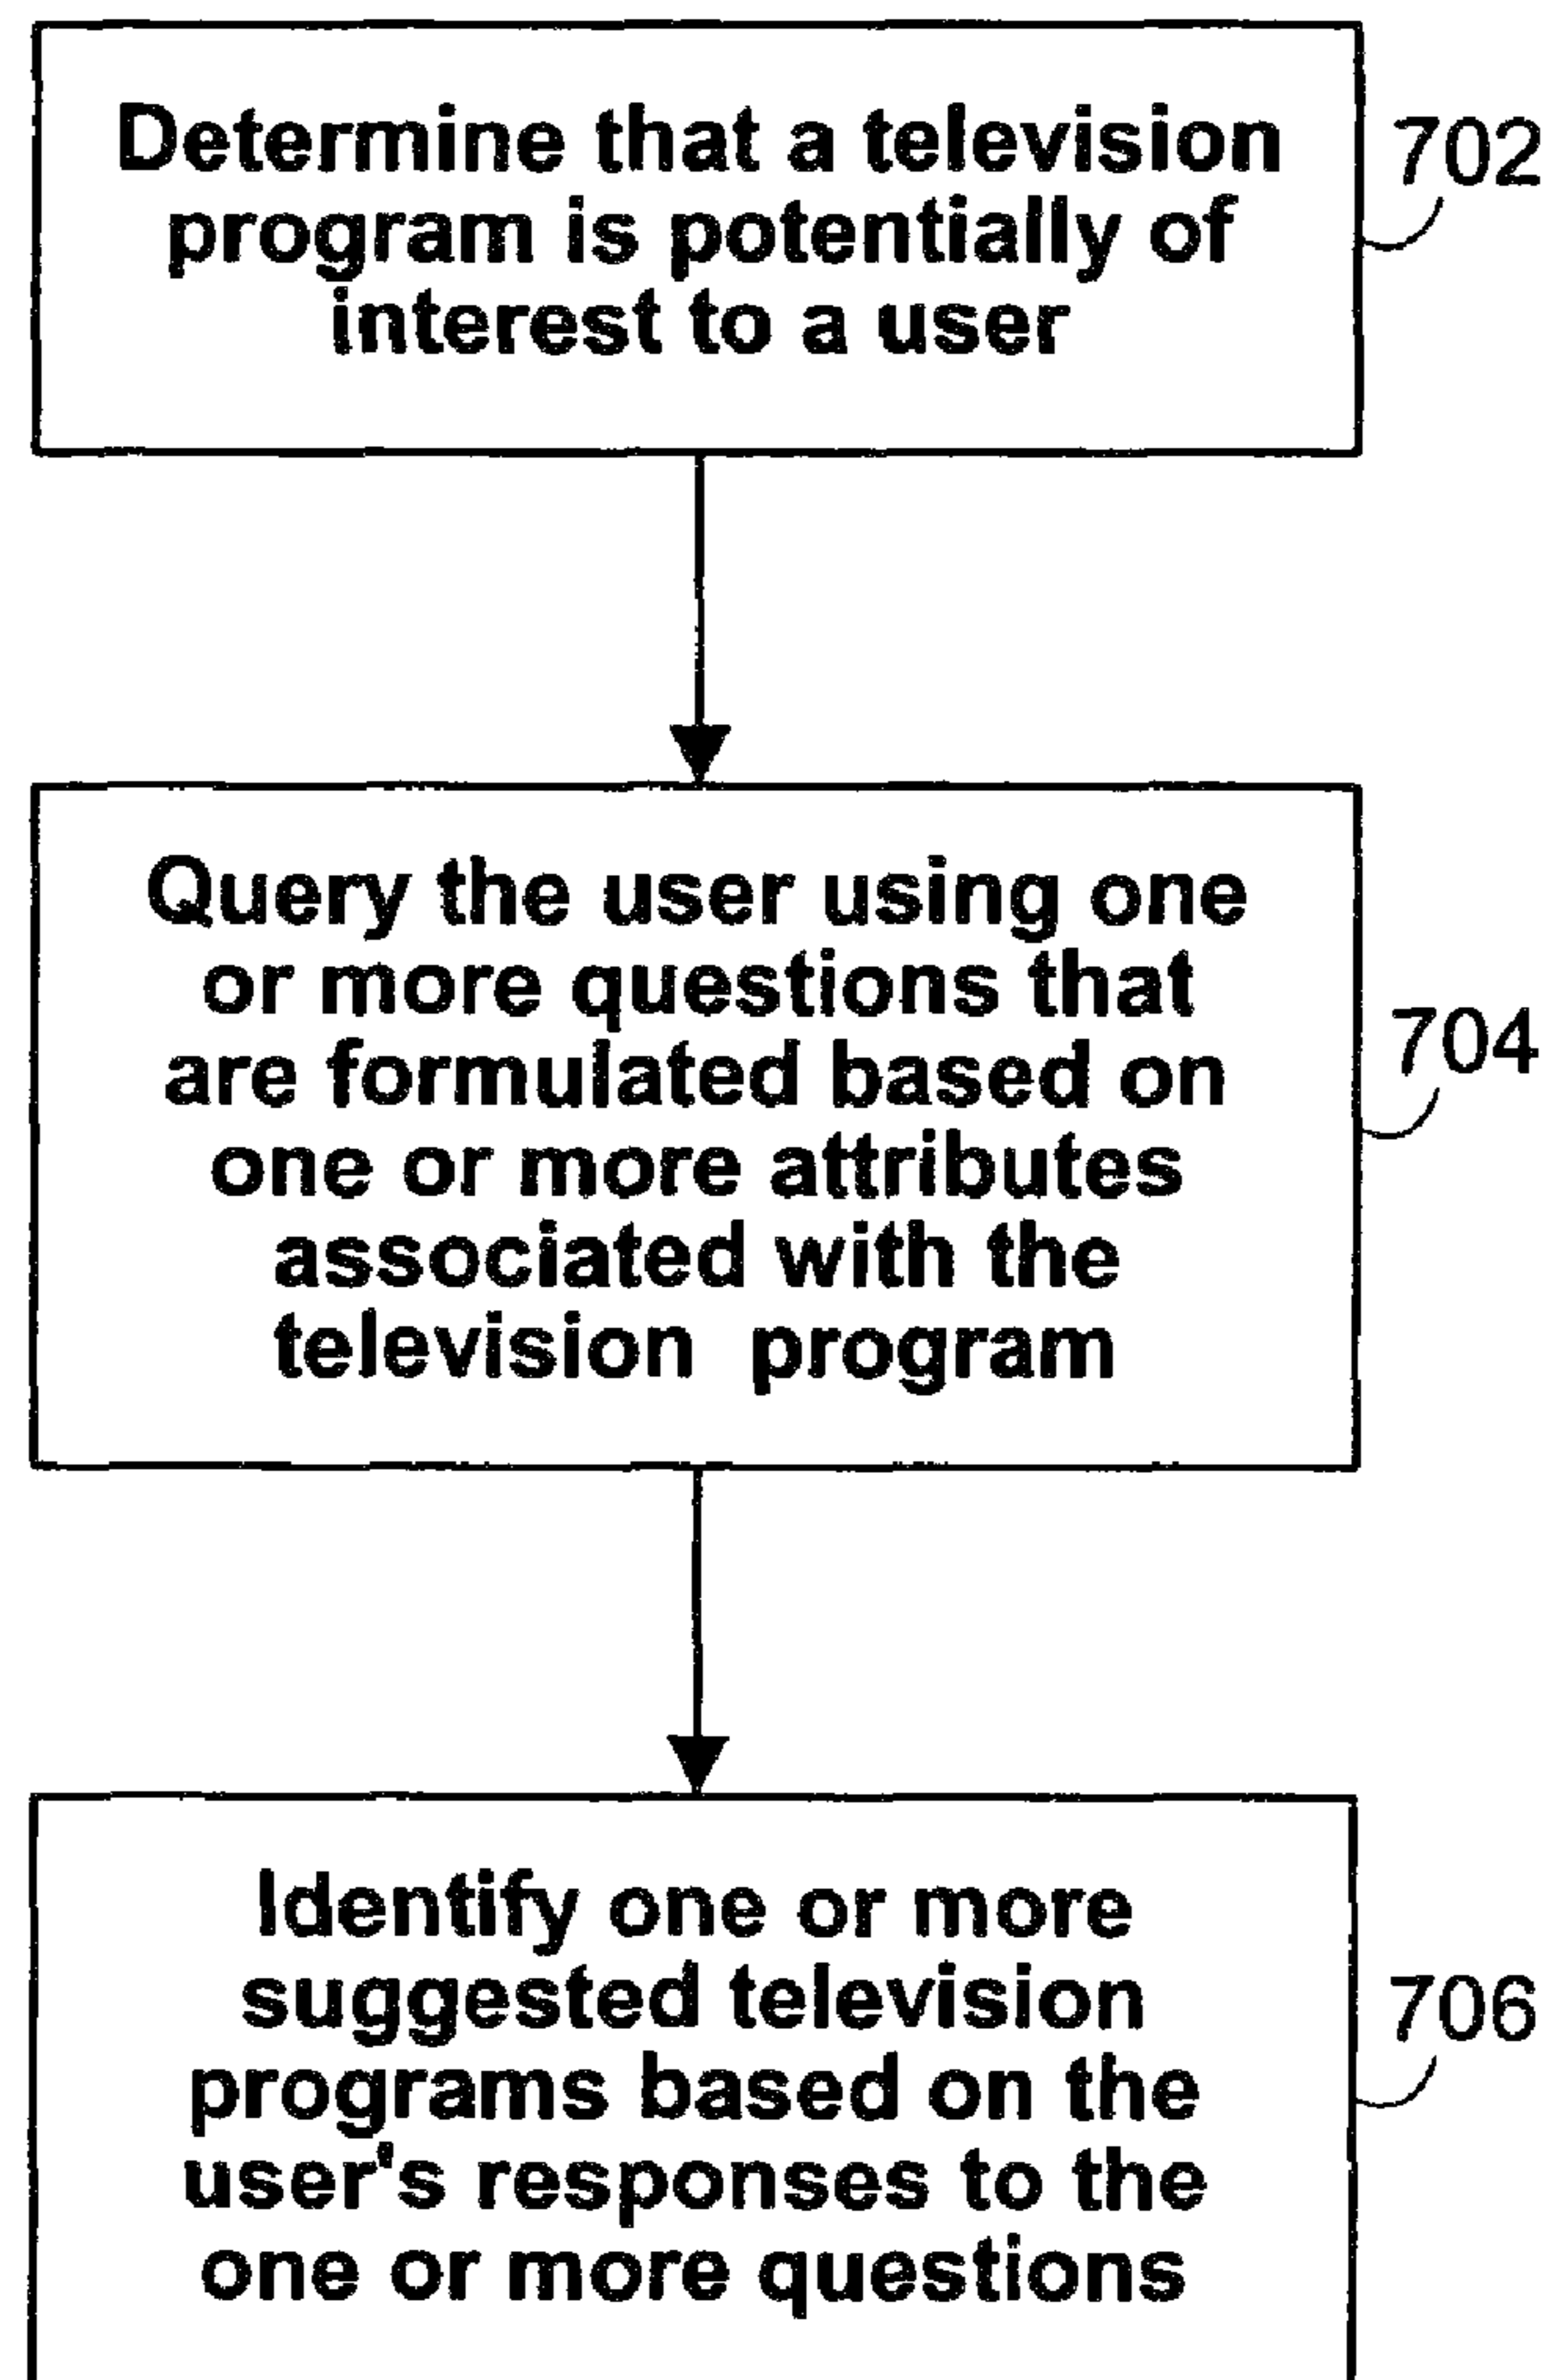 Determine that a television
program is potentially of
interest to a user
702
Query the user using one
or more questions that
are formulated based on
one or more attributes
associated with the
television program
704
Identify one or more
suggested television
programs based on the
user's responses to the
one or more questions
706